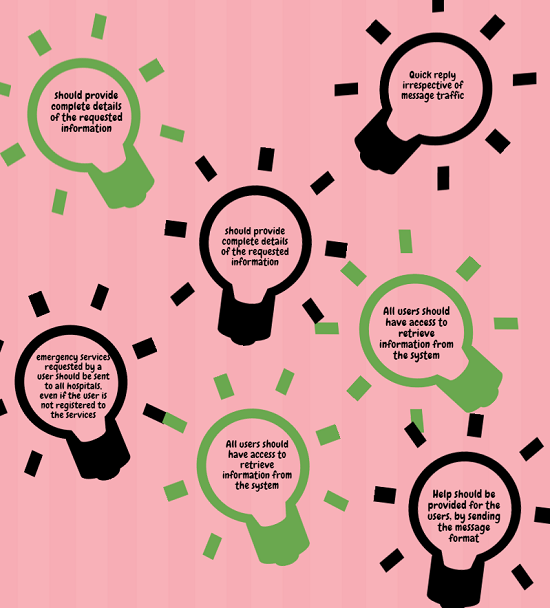 should provide
complete details
of the requested
information
Quick reply
irrespective of
message traffic
should provide
complete details
of the requested
information
All users should
have access to
retrieve
information from
the system
emergency services
requested by a
user should be sent
to all hospitals,
even if the user is
not registered to
the services
All users should
have access to
retrieve
information from
the system
Help should be
provided for the
users, by sending
the message
format